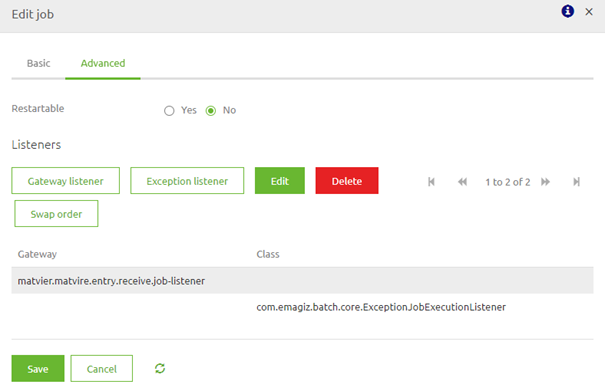 Edit job
Basic Advanced
Restartable Yes No
Listeners
Gateway listener Exception listener Edit Delete 1 to 2 of 2
Swap order
Gateway Class
matvier.matvire.entry.receive.job-listener
com.emagiz.batch.core.ExceptionJobExecutionListener
Save Cancel